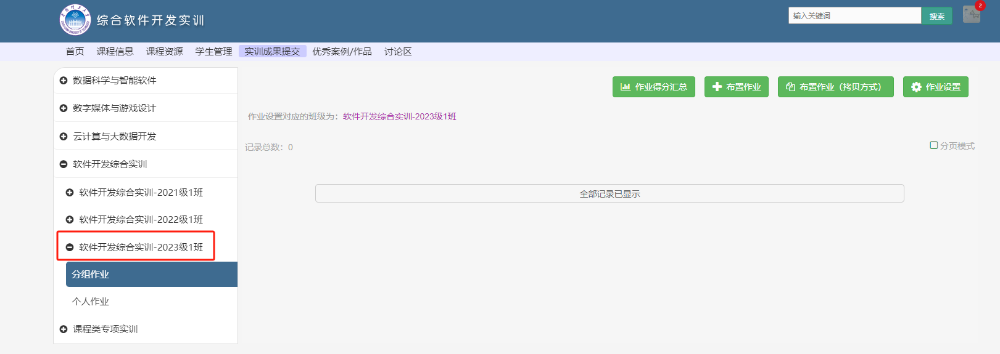 综合软件开发实训
输入关键词
搜索
2
首页 课程信息 课程资源 学生管理 实训成果提交 优秀案例/作品 讨论区
数据科学与智能软件
数字媒体与游戏设计
云计算与大数据开发
软件开发综合实训
软件开发综合实训-2021级1班
软件开发综合实训-2022级1班
软件开发综合实训-2023级1班
分组作业
个人作业
课程类专项实训
作业得分汇总 布置作业 布置作业（拷贝方式） 作业设置
作业设置对应的班级为：软件开发综合实训-2023级1班
记录总数：0
分页模式
全部记录已显示